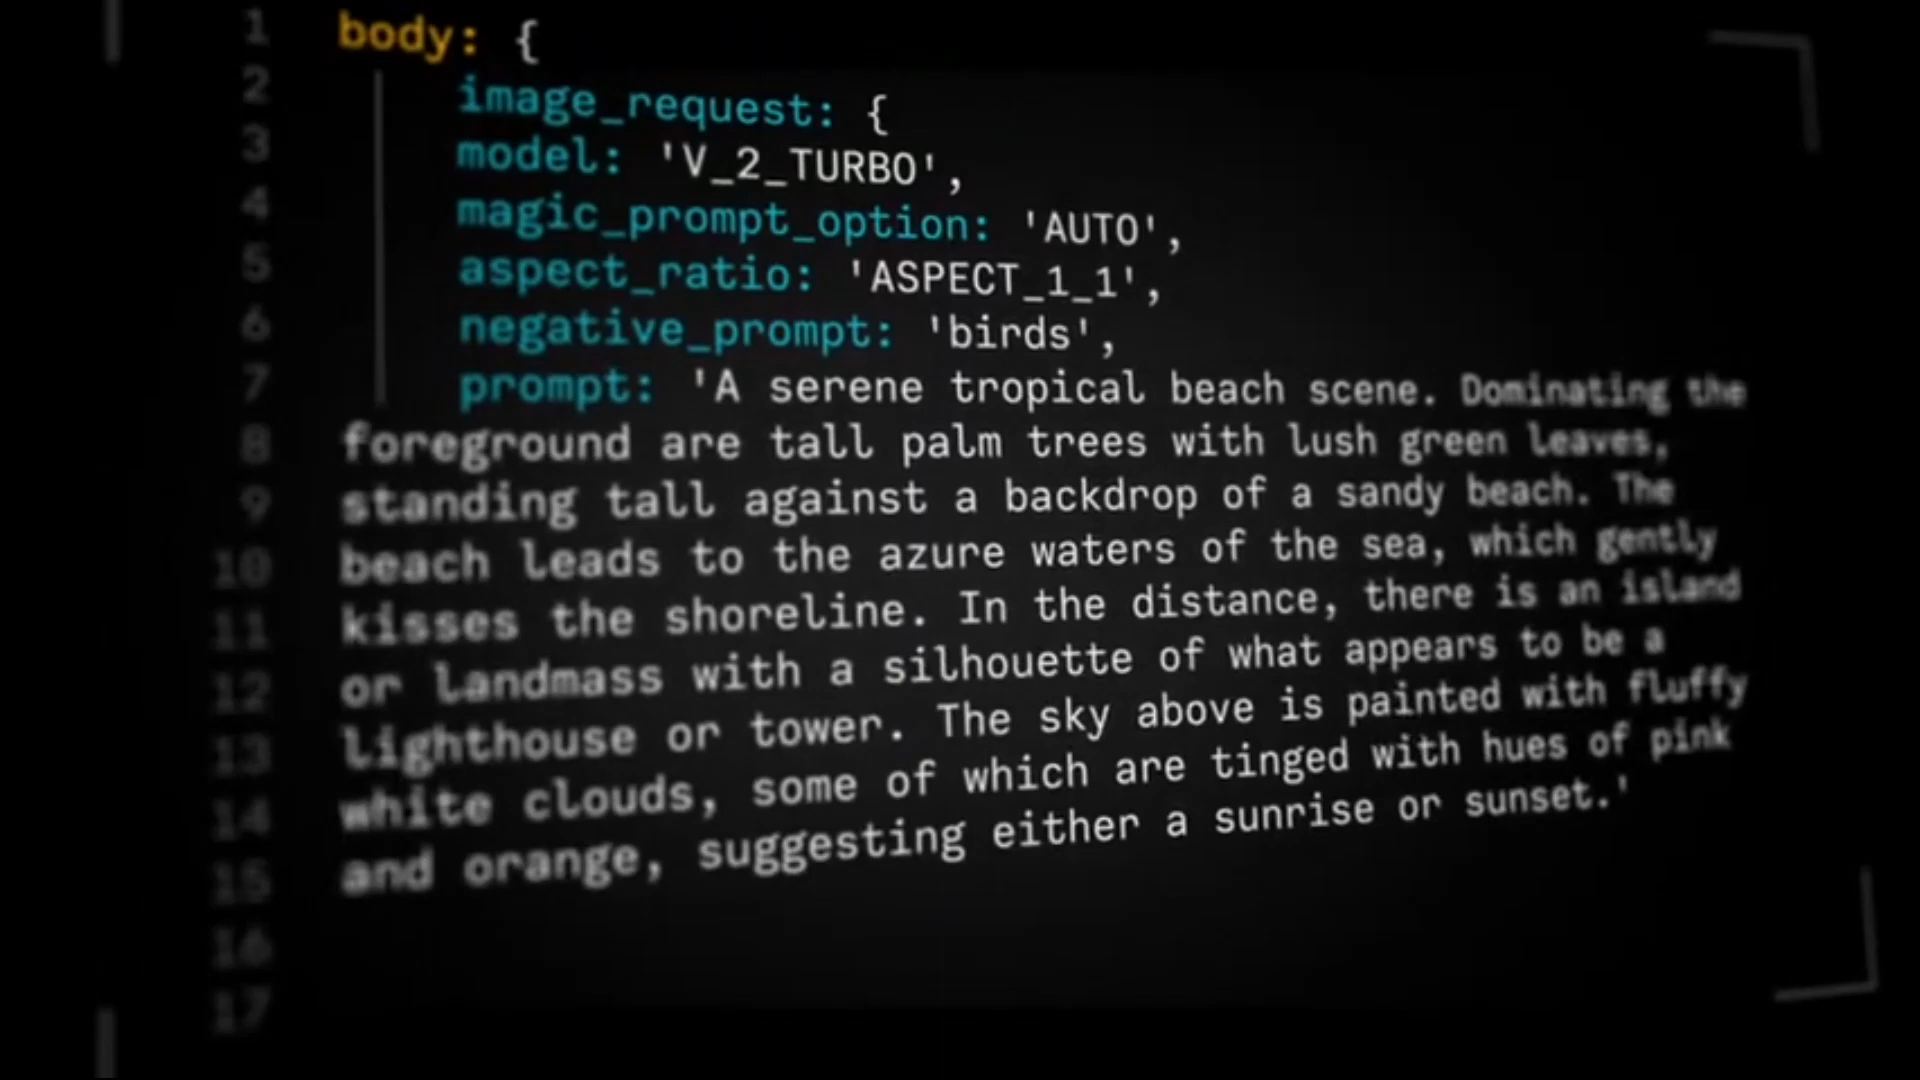 1 body: {
2 image_request: {
3 model: 'V_2_TURBO',
4 magic_prompt_option: 'AUTO',
5 aspect_ratio: 'ASPECT_1_1',
6 negative_prompt: 'birds',
7 prompt: 'A serene tropical beach scene. Dominating the
8 foreground are tall palm trees with lush green leaves,
9 standing tall against a backdrop of a sandy beach. The
10 beach leads to the azure waters of the sea, which gently
11 kisses the shoreline. In the distance, there is an island
12 or landmass with a silhouette of what appears to be a
13 lighthouse or tower. The sky above is painted with fluffy
14 white clouds, some of which are tinged with hues of pink
15 and orange, suggesting either a sunrise or sunset.'
16
17